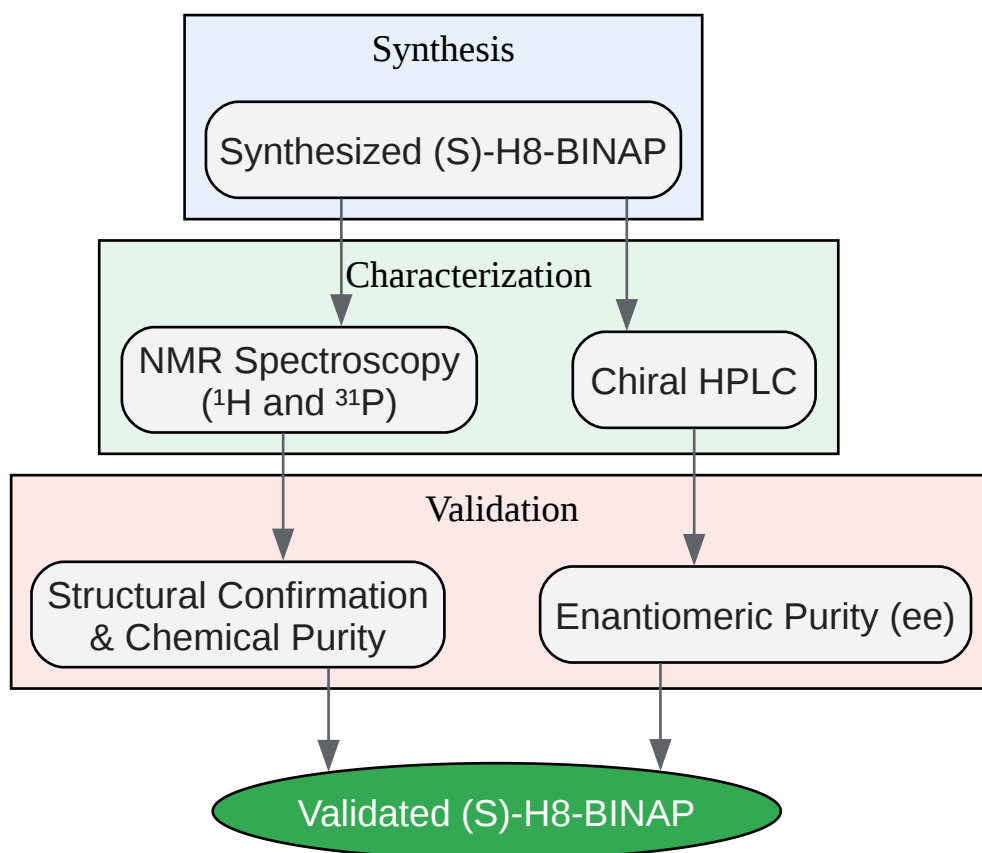 Synthesis
Synthesized (S)-H8-BINAP
Characterization
NMR Spectroscopy
(¹H and ³¹P)
Chiral HPLC
Validation
Structural Confirmation
& Chemical Purity
Enantiomeric Purity (ee)
Validated (S)-H8-BINAP